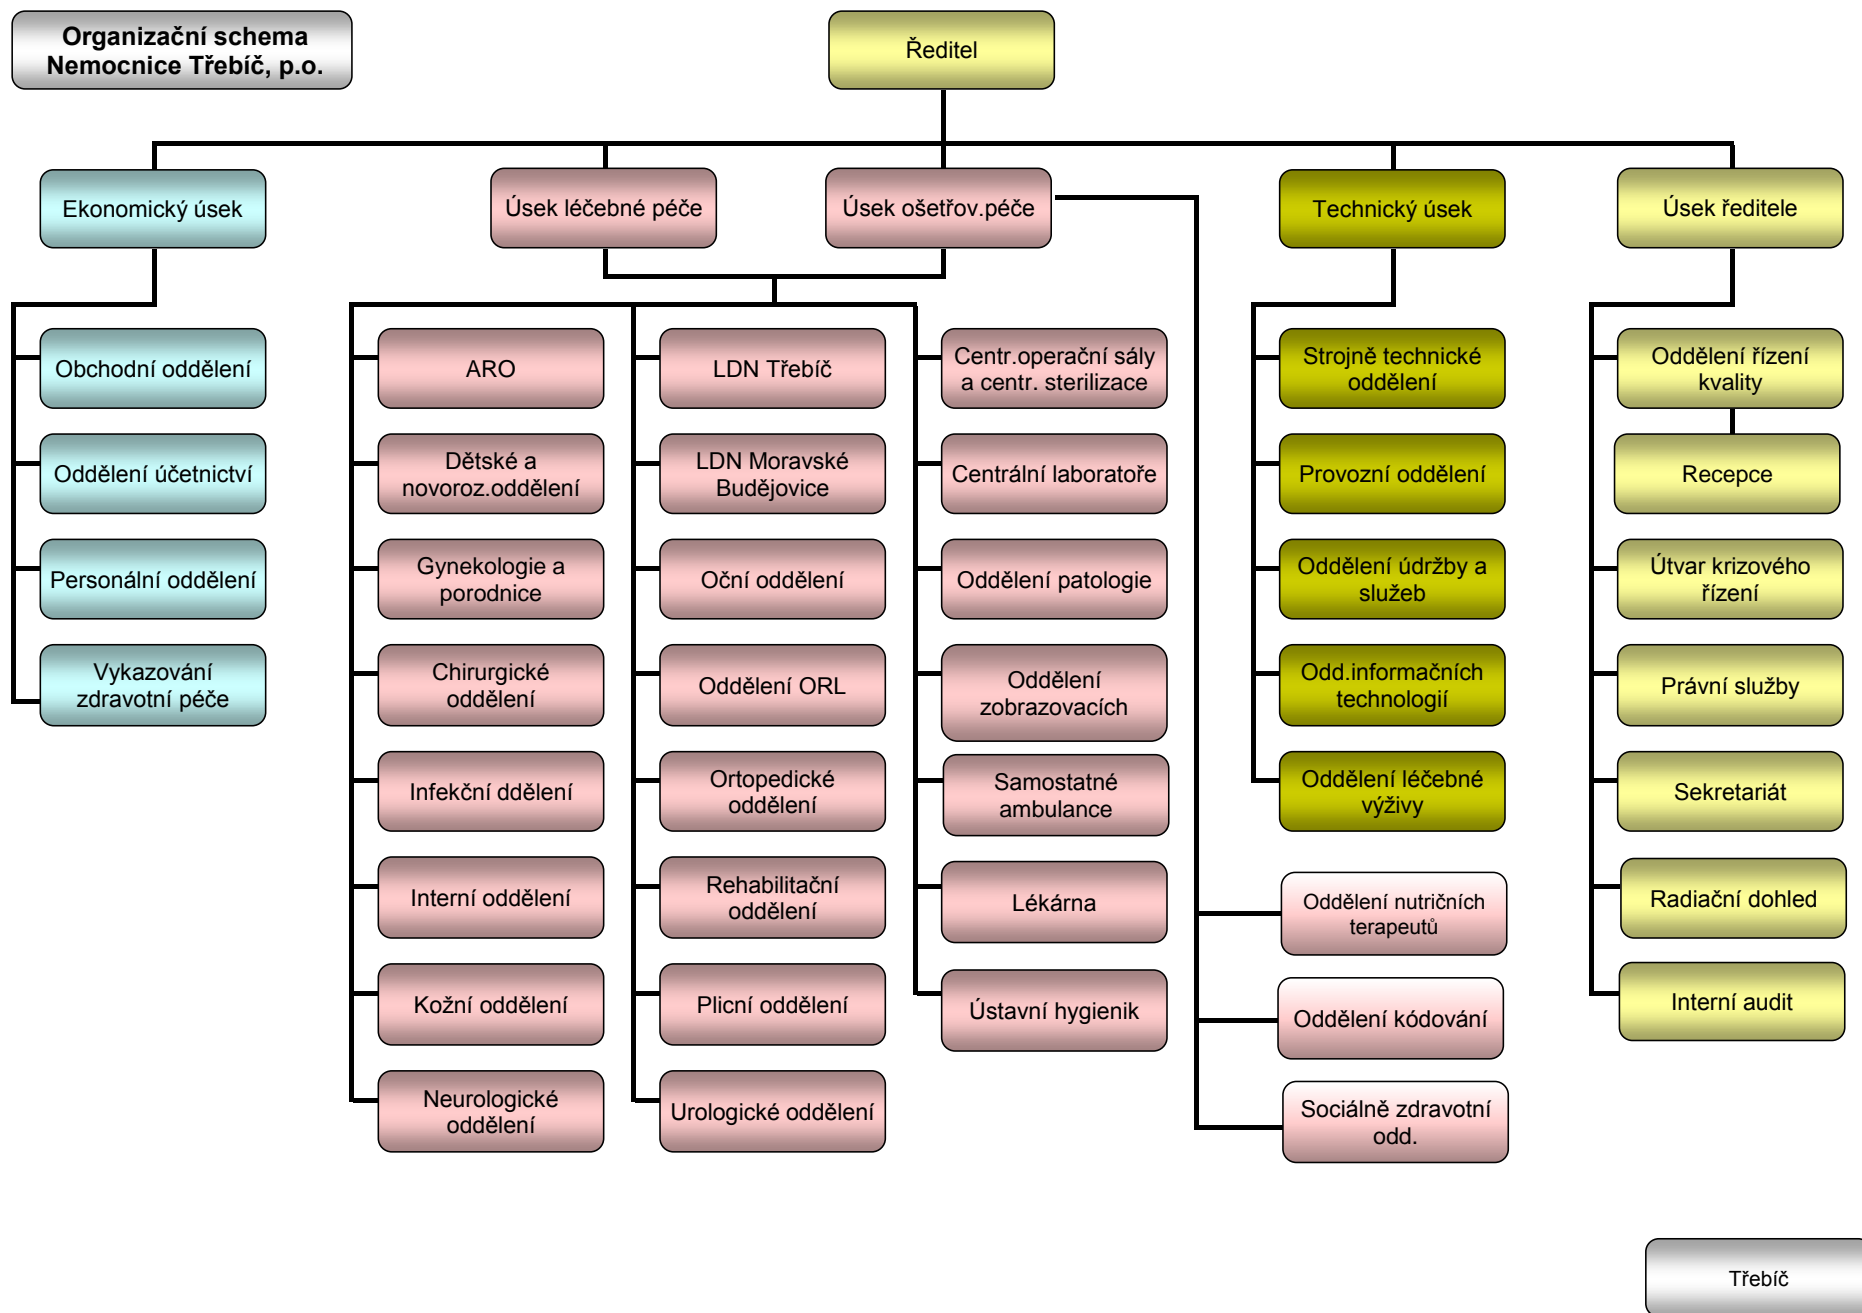 Organizační schema
Nemocnice Třebíč, p.o.
Ředitel
Ekonomický úsek
Úsek léčebné péče
Úsek ošetřov.péče
Technický úsek
Úsek ředitele
Obchodní oddělení
Oddělení účetnictví
Personální oddělení
Vykazování
zdravotní péče
ARO
Dětské a
novoroz.oddělení
Gynekologie a
porodnice
Chirurgické
oddělení
Infekční ddělení
Interní oddělení
Kožní oddělení
Neurologické
oddělení
LDN Třebíč
LDN Moravské
Budějovice
Oční oddělení
Oddělení ORL
Ortopedické
oddělení
Rehabilitační
oddělení
Plicní oddělení
Urologické oddělení
Centr.operační sály
a centr. sterilizace
Centrální laboratoře
Oddělení patologie
Oddělení
zobrazovacích
Samostatné
ambulance
Lékárna
Ústavní hygienik
Strojně technické
oddělení
Provozní oddělení
Oddělení údržby a
služeb
Odd.informačních
technologií
Oddělení léčebné
výživy
Oddělení nutričních
terapeutů
Oddělení kódování
Sociálně zdravotní
odd.
Oddělení řízení
kvality
Recepce
Útvar krizového
řízení
Právní služby
Sekretariát
Radiační dohled
Interní audit
Třebíč